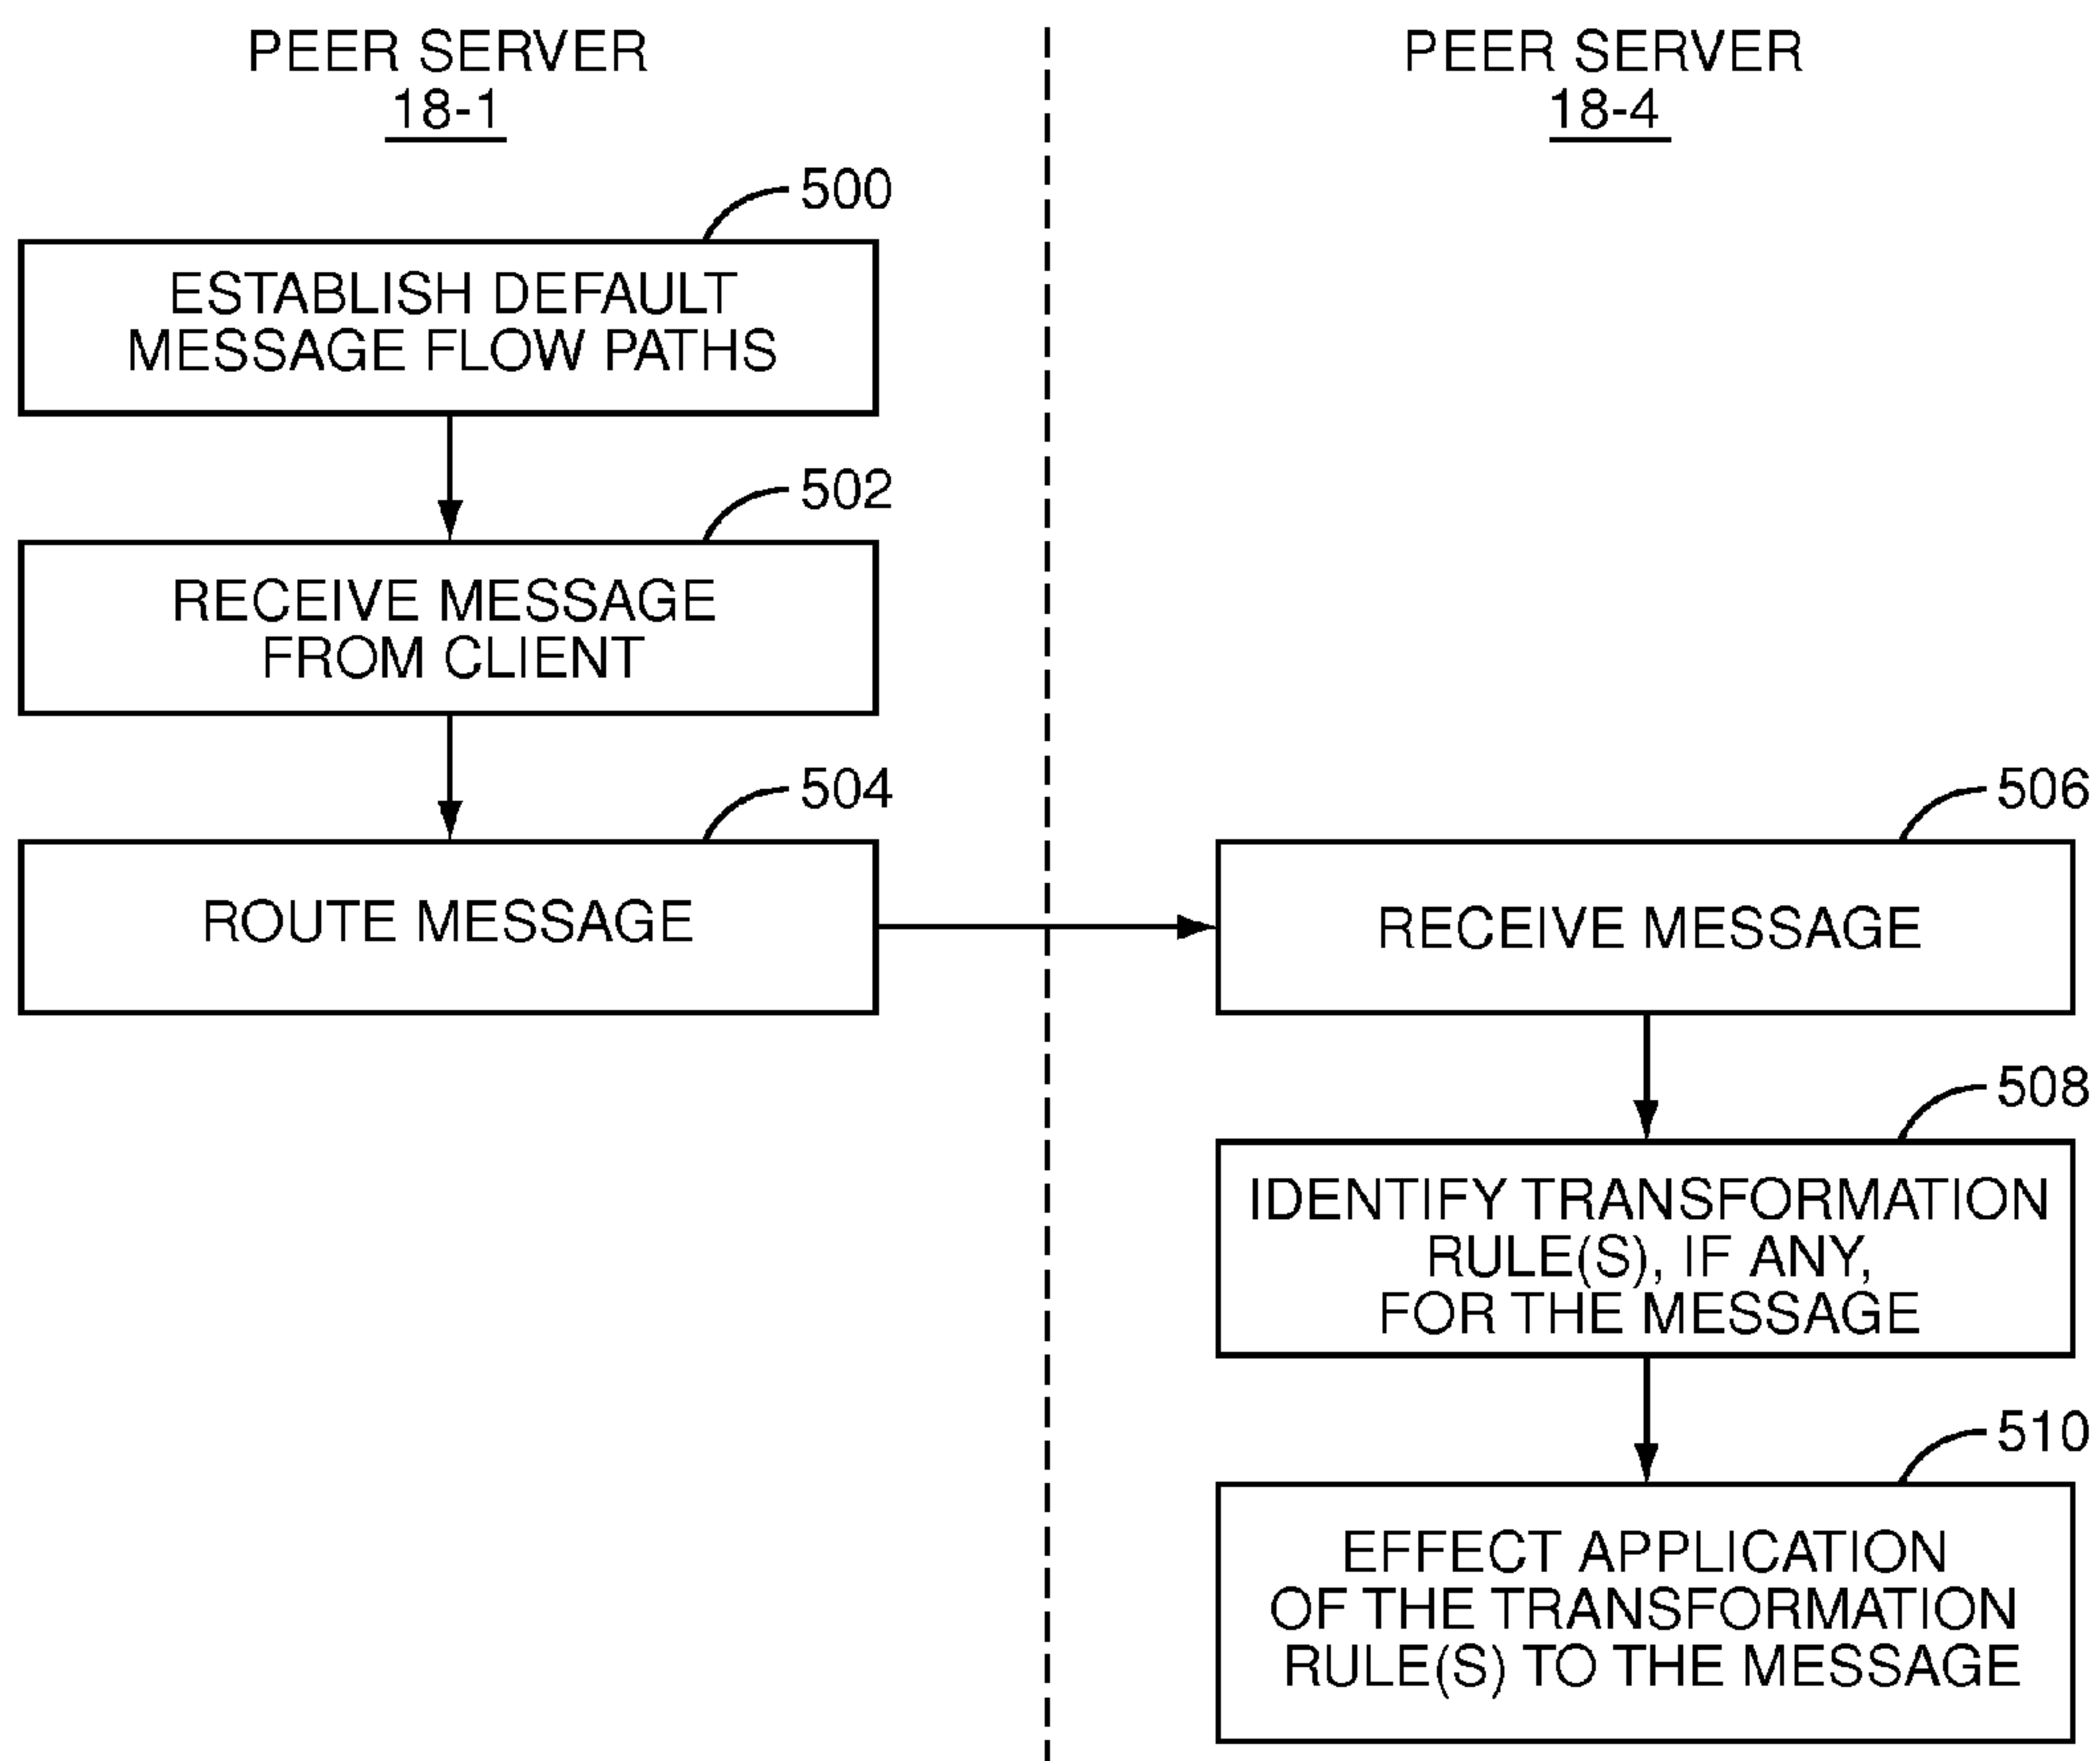 PEER SERVER
18-1
500
ESTABLISH DEFAULT
MESSAGE FLOW PATHS
502
RECEIVE MESSAGE
FROM CLIENT
504
ROUTE MESSAGE
PEER SERVER
18-4
506
RECEIVE MESSAGE
508
IDENTIFY TRANSFORMATION
RULE(S), IF ANY,
FOR THE MESSAGE
510
EFFECT APPLICATION
OF THE TRANSFORMATION
RULE(S) TO THE MESSAGE